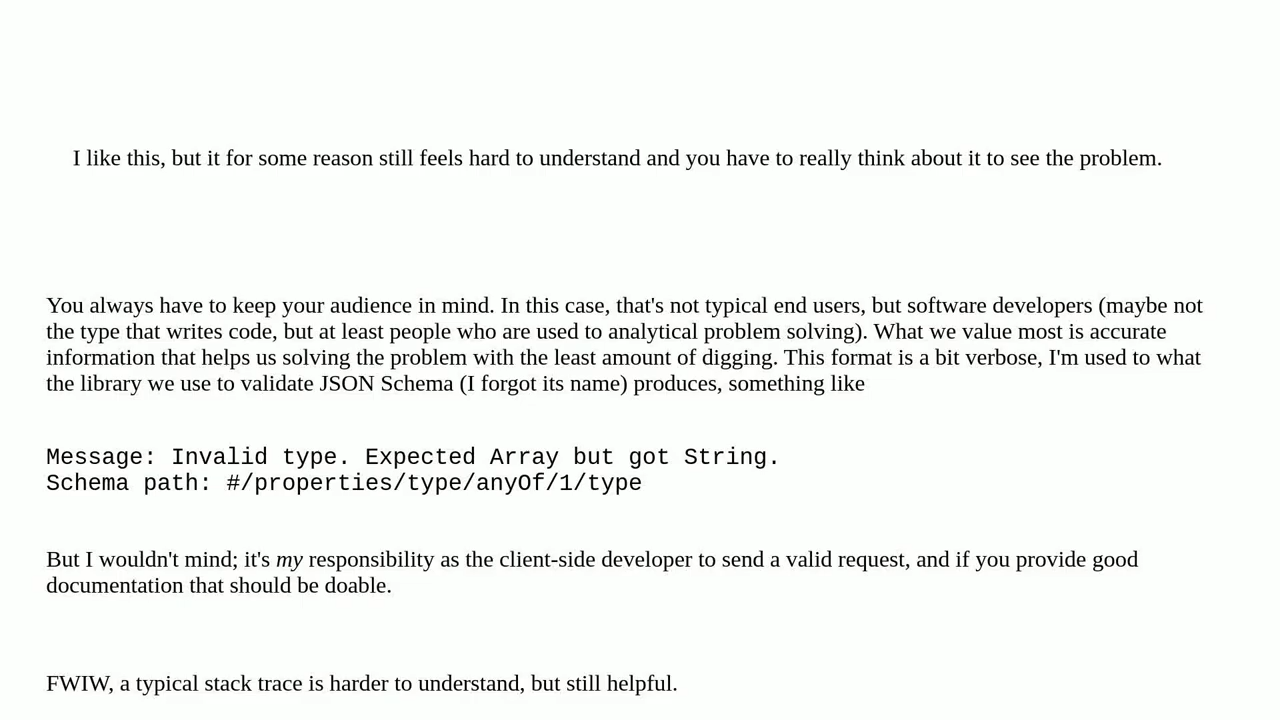 I like this, but it for some reason still feels hard to understand and you have to really think about it to see the problem.
You always have to keep your audience in mind. In this case, that's not typical end users, but software developers (maybe not
the type that writes code, but at least people who are used to analytical problem solving). What we value most is accurate
information that helps us solving the problem with the least amount of digging. This format is a bit verbose, I'm used to what
the library we use to validate JSON Schema (I forgot its name) produces, something like
Message: Invalid type. Expected Array but got String.
Schema path: #/properties/type/anyOf/1/type
But I wouldn't mind; it's my responsibility as the client-side developer to send a valid request, and if you provide good
documentation that should be doable.
FWIW, a typical stack trace is harder to understand, but still helpful.